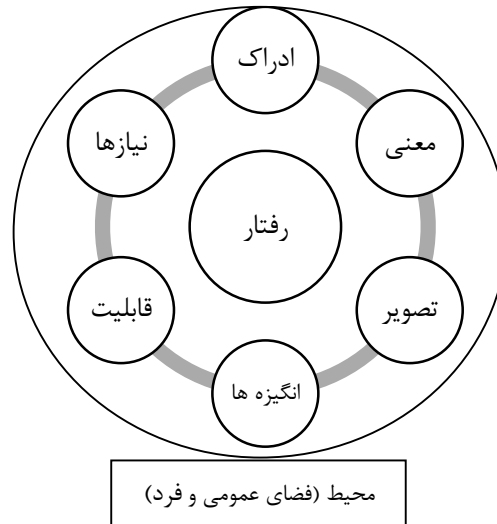 ادراک
معنی
نیازها
رفتار
تصویر
قابلیت
انگیزه ها
محیط (فضای عمومی و فرد)